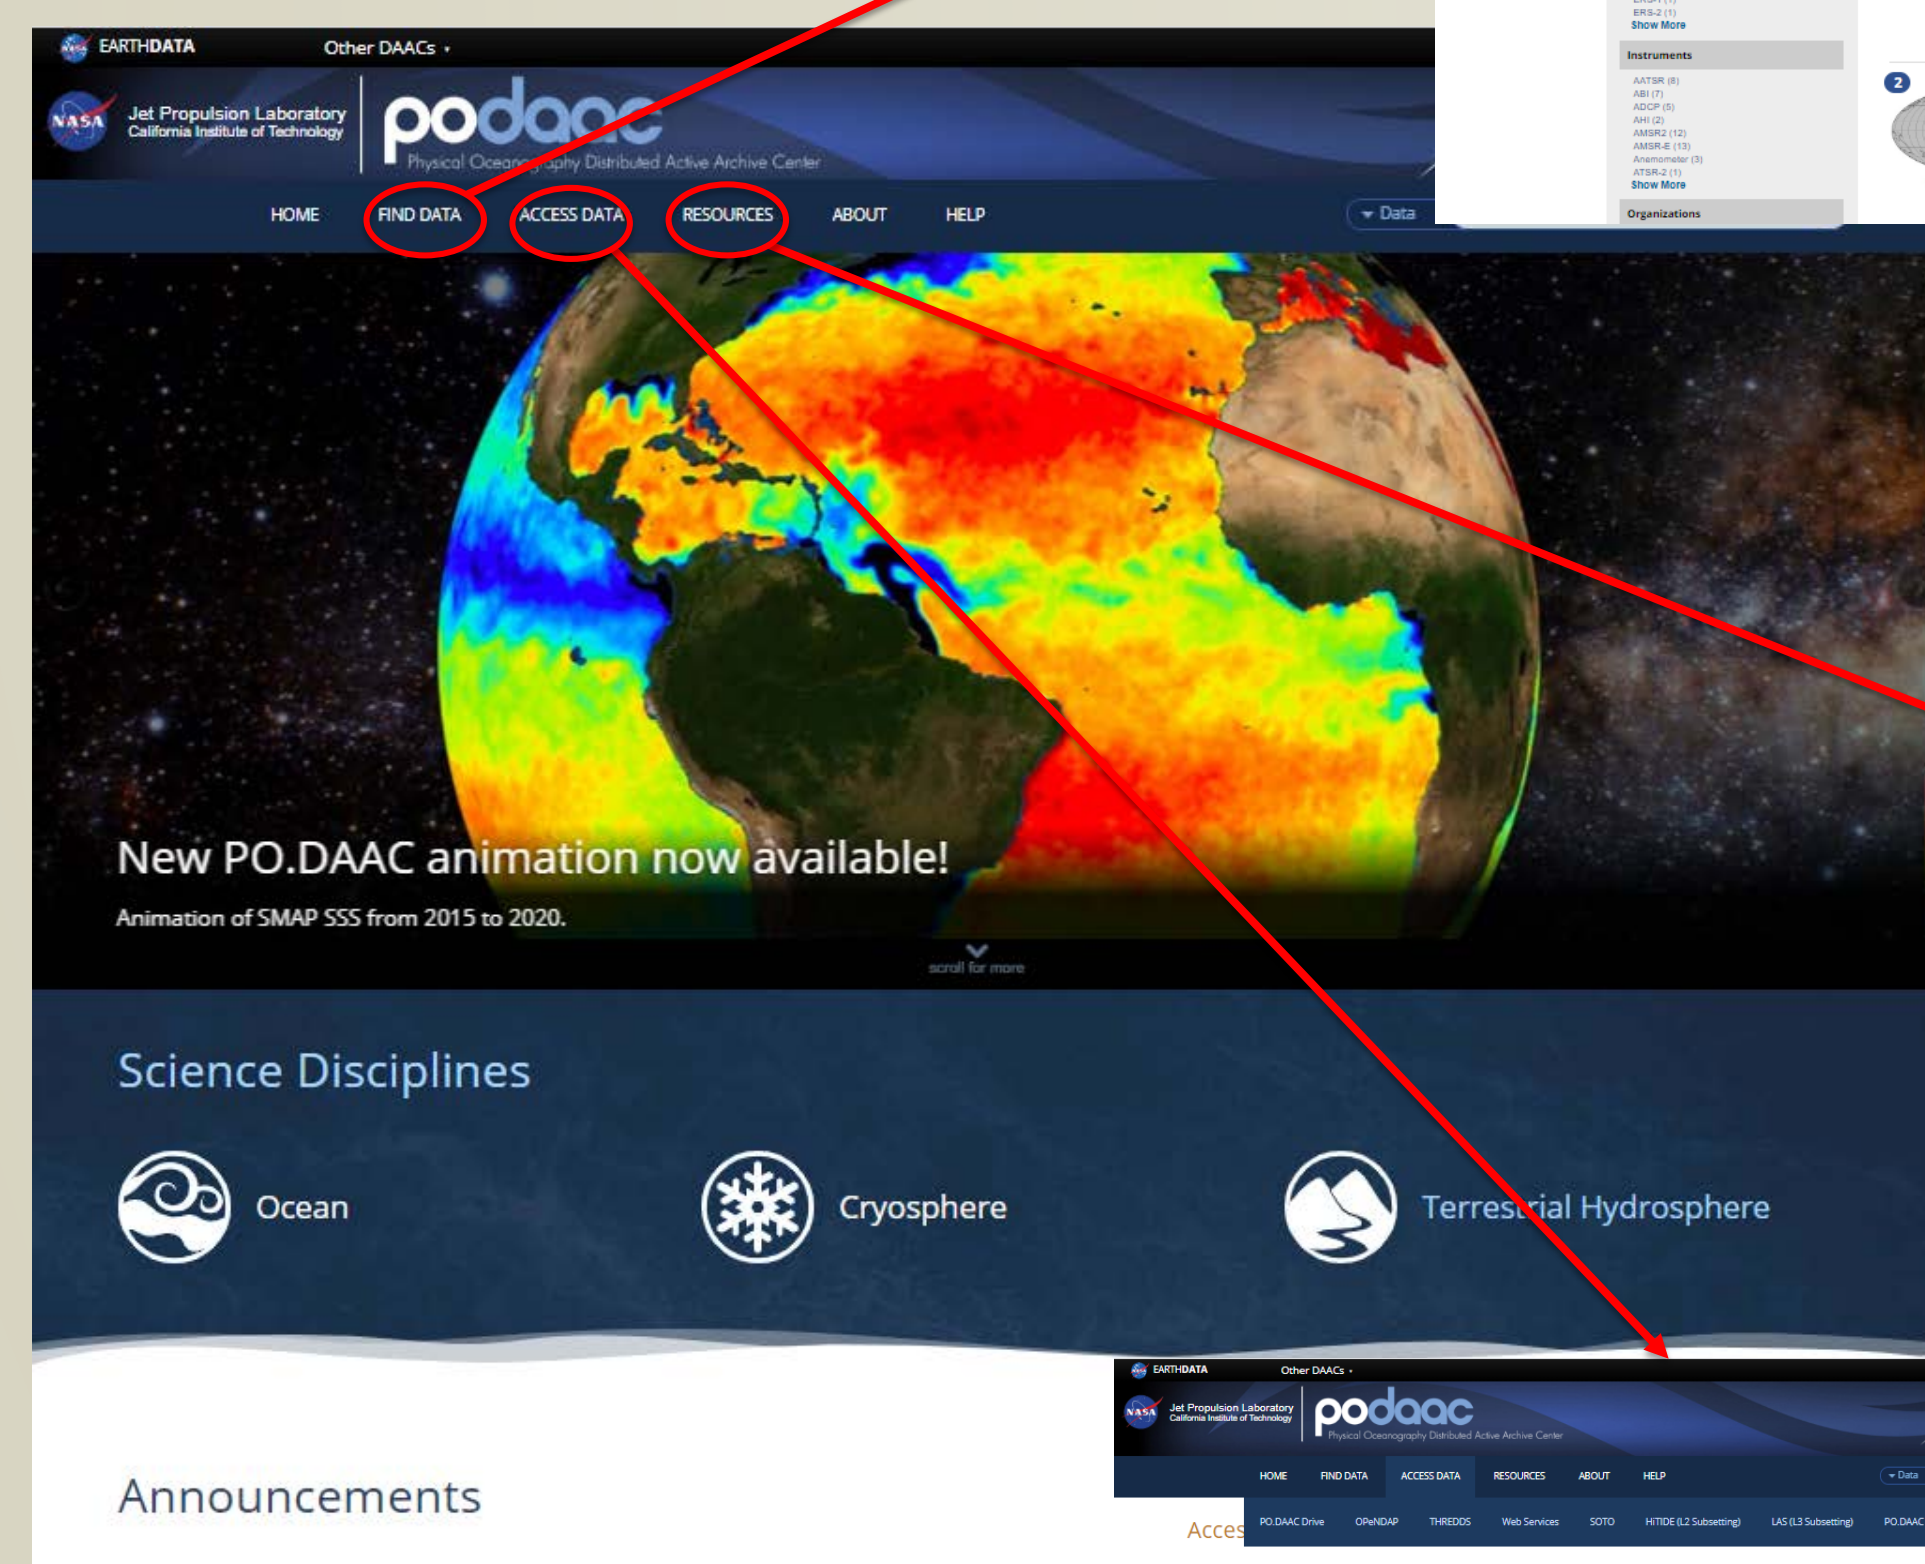 ERS-2 (1)
Show More
Instruments
AATSR (8)
ABI (7)
ADCP (5)
AHI (2)
AMSR2 (12)
AMSR-E (13)
Anemometer (3)
ATSR-2 (1)
Show More
Organizations
2
EARTHDATA
Other DAACs
NASA
Jet Propulsion Laboratory
California Institute of Technology
podaac
Physical Oceanography Distributed Active Archive Center
HOME FIND DATA ACCESS DATA RESOURCES ABOUT HELP
Data
New PO.DAAC animation now available!
Animation of SMAP SSS from 2015 to 2020.
scroll for more
Science Disciplines
Ocean
Cryosphere
Terrestrial Hydrosphere
Announcements
EARTHDATA
Other DAACs
NASA
Jet Propulsion Laboratory
California Institute of Technology
podaac
Physical Oceanography Distributed Active Archive Center
HOME FIND DATA ACCESS DATA RESOURCES ABOUT HELP
Data
Acces
PO.DAAC Drive OPeNDAP THREDDS Web Services SOTO HiTIDE (L2 Subsetting) LAS (L3 Subsetting) PO.DAAC